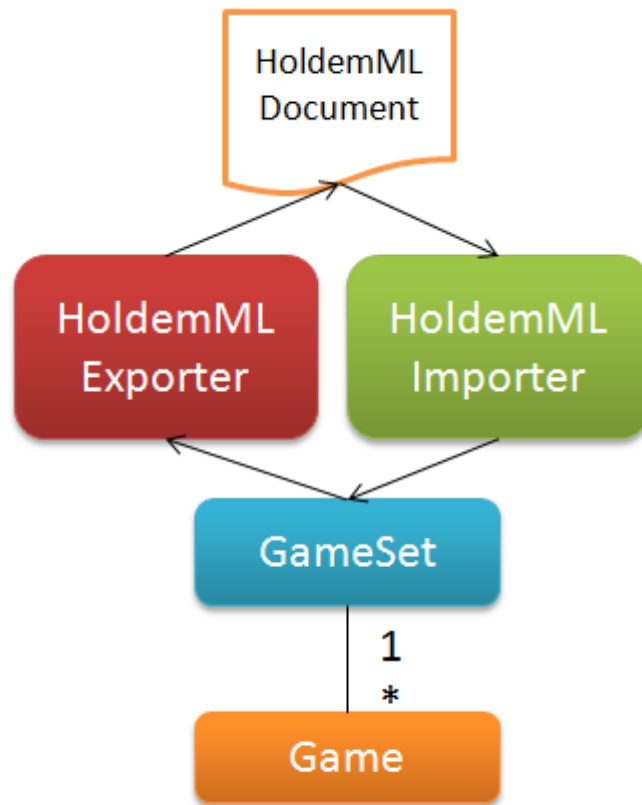 HoldemML
Document
HoldemML
Exporter
HoldemML
Importer
GameSet
1
*
Game